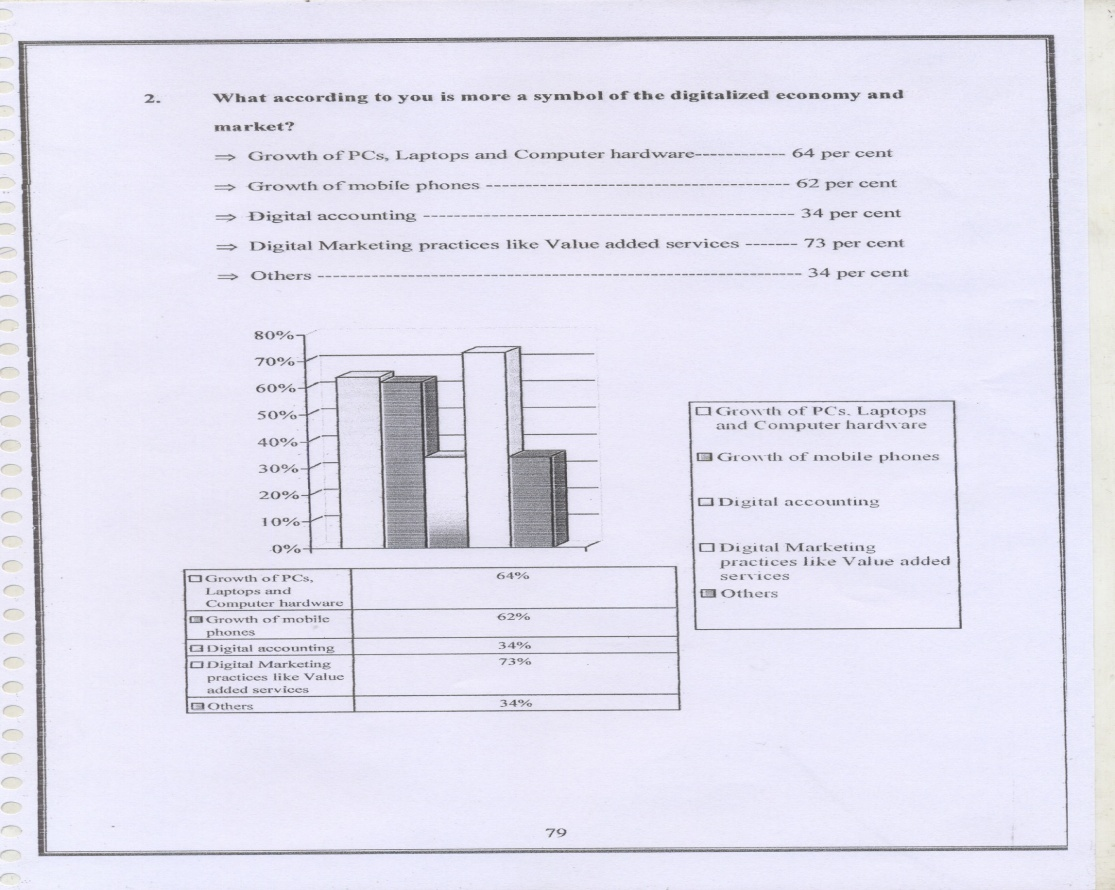 2. What according to you is more a symbol of the digitalized economy and
market?
⇒ Growth of PCs, Laptops and Computer hardware------------ 64 per cent
⇒ Growth of mobile phones --------------------------------------- 62 per cent
⇒ Digital accounting ------------------------------------------------ 34 per cent
⇒ Digital Marketing practices like Value added services ------- 73 per cent
⇒ Others --------------------------------------------------------------- 34 per cent
80%
70%
60%
50%
40%
30%
20%
10%
0%
Growth of PCs. Laptops
and Computer hardware
Growth of mobile phones
Digital accounting
Digital Marketing
practices like Value added
services
Others
Growth of PCs, 64%
Laptops and
Computer hardware
Growth of mobile 62%
phones
Digital accounting 34%
Digital Marketing 73%
practices like Value
added services
Others 34%
79